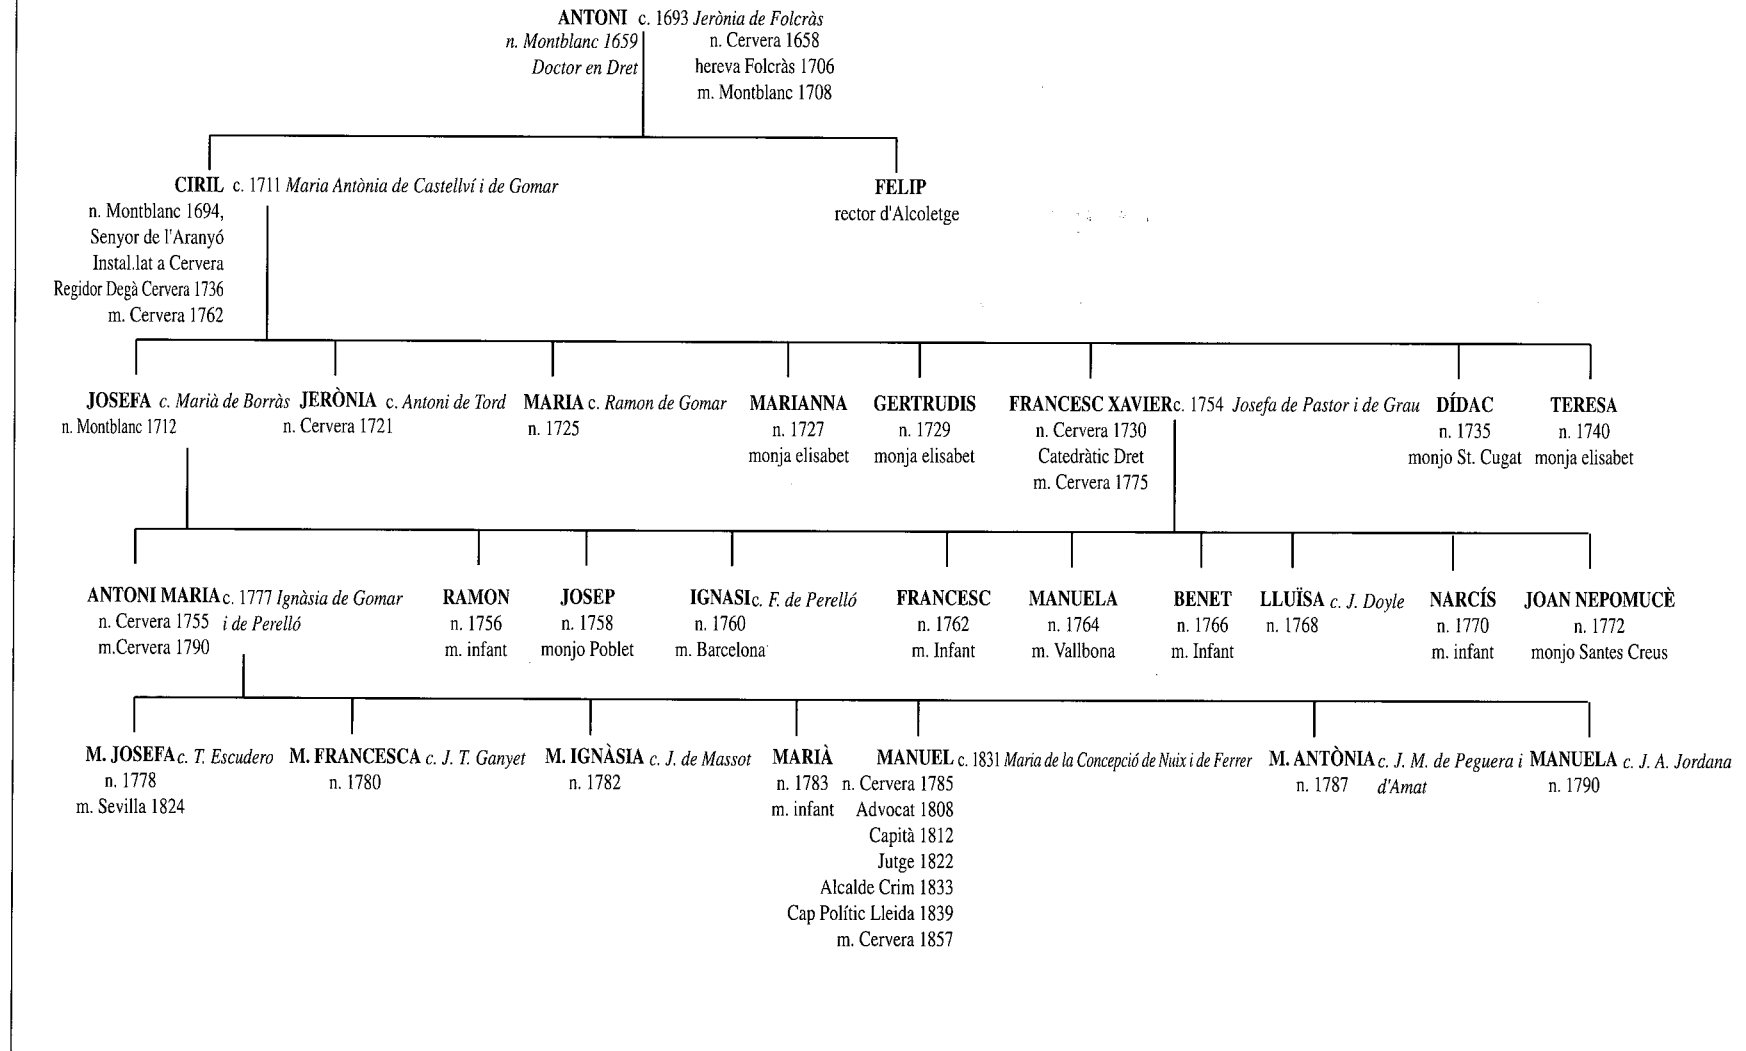 ANTONI c. 1693 Jerònia de Folcràs
n. Montblanc 1659 n. Cervera 1658
Doctor en Dret hereva Folcràs 1706
m. Montblanc 1708
CIRIL c. 1711 Maria Antònia de Castellví i de Gomar
n. Montblanc 1694,
Senyor de l'Aranyó
Instal.lat a Cervera
Regidor Degà Cervera 1736
m. Cervera 1762
FELIP
rector d'Alcoletge
JOSEFA c. Marià de Borràs
n. Montblanc 1712
JERÒNIA c. Antoni de Tord
n. Cervera 1721
MARIA c. Ramon de Gomar
n. 1725
MARIANNA
n. 1727
monja elisabet
GERTRUDIS
n. 1729
monja elisabet
FRANCESC XAVIER c. 1754 Josefa de Pastor i de Grau
n. Cervera 1730
Catedràtic Dret
m. Cervera 1775
DÍDAC
n. 1735
monjo St. Cugat
TERESA
n. 1740
monja elisabet
ANTONI MARIA c. 1777 Ignàsia de Gomar
n. Cervera 1755 i de Perelló
m.Cervera 1790
RAMON
n. 1756
m. infant
JOSEP
n. 1758
monjo Poblet
IGNASI c. F. de Perelló
n. 1760
m. Barcelona
FRANCESC
n. 1762
m. Infant
MANUELA
n. 1764
m. Vallbona
BENET
n. 1766
m. Infant
LLUÏSA c. J. Doyle
n. 1768
NARCÍS
n. 1770
m. infant
JOAN NEPOMUCÈ
n. 1772
monjo Santes Creus
M. JOSEFA c. T. Escudero
n. 1778
m. Sevilla 1824
M. FRANCESCA c. J. T. Ganyet
n. 1780
M. IGNÀSIA c. J. de Massot
n. 1782
MARIÀ
n. 1783
m. infant
MANUEL c. 1831 Maria de la Concepció de Nuix i de Ferrer
n. Cervera 1785
Advocat 1808
Capità 1812
Jutge 1822
Alcalde Crim 1833
Cap Polític Lleida 1839
m. Cervera 1857
M. ANTÒNIA c. J. M. de Peguera i
n. 1787 d'Amat
MANUELA c. J. A. Jordana
n. 1790